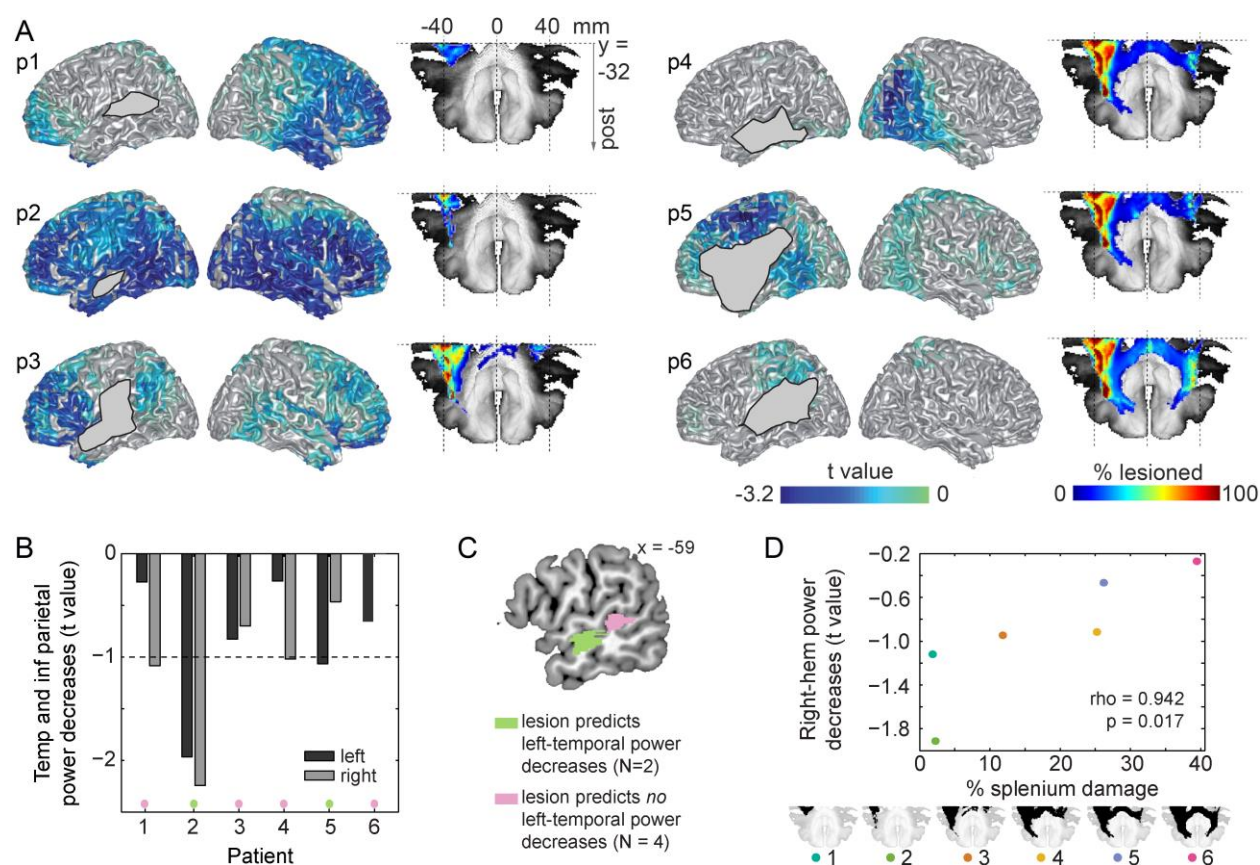 A
-40 0 40 mm
y =
-32
post
p1
p4
p2
p5
p3
p6
t value
-3.2 0
% lesioned
0 100
B
Temp and inf parietal
power decreases (t value)
0
−1
−2
left
right
1 2 3 4 5 6
Patient
C
x = -59
lesion predicts
left-temporal power
decreases (N=2)
lesion predicts no
left-temporal power
decreases (N = 4)
D
Right-hem power
decreases (t value)
−0.2
−0.6
−1.0
−1.4
−1.8
rho = 0.942
p = 0.017
0 10 20 30 40
% splenium damage
1 2 3 4 5 6